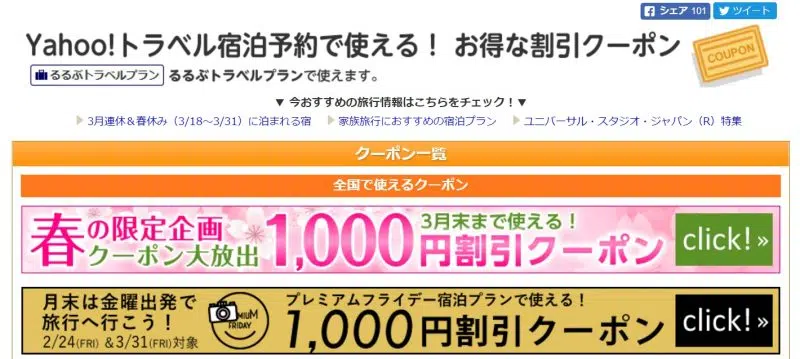 シェア 101 ツイート
Yahoo!トラベル宿泊予約で使える！ お得な割引クーポン
COUPON
るるぶトラベルプラン るるぶトラベルプランで使えます。
▼ 今おすすめの旅行情報はこちらをチェック！▼
3月連休＆春休み（3/18～3/31）に泊まれる宿 家族旅行におすすめの宿泊プラン ユニバーサル・スタジオ・ジャパン（R）特集
クーポン一覧
全国で使えるクーポン
春の限定企画
クーポン大放出
3月末まで使える！
1,000円割引クーポン
click! »
月末は金曜出発で
旅行へ行こう！
2/24(FRI) ＆3/31(FRI)対象
MIUM
FRIDAY
プレミアムフライデー宿泊プランで使える！
1,000円割引クーポン
click! »